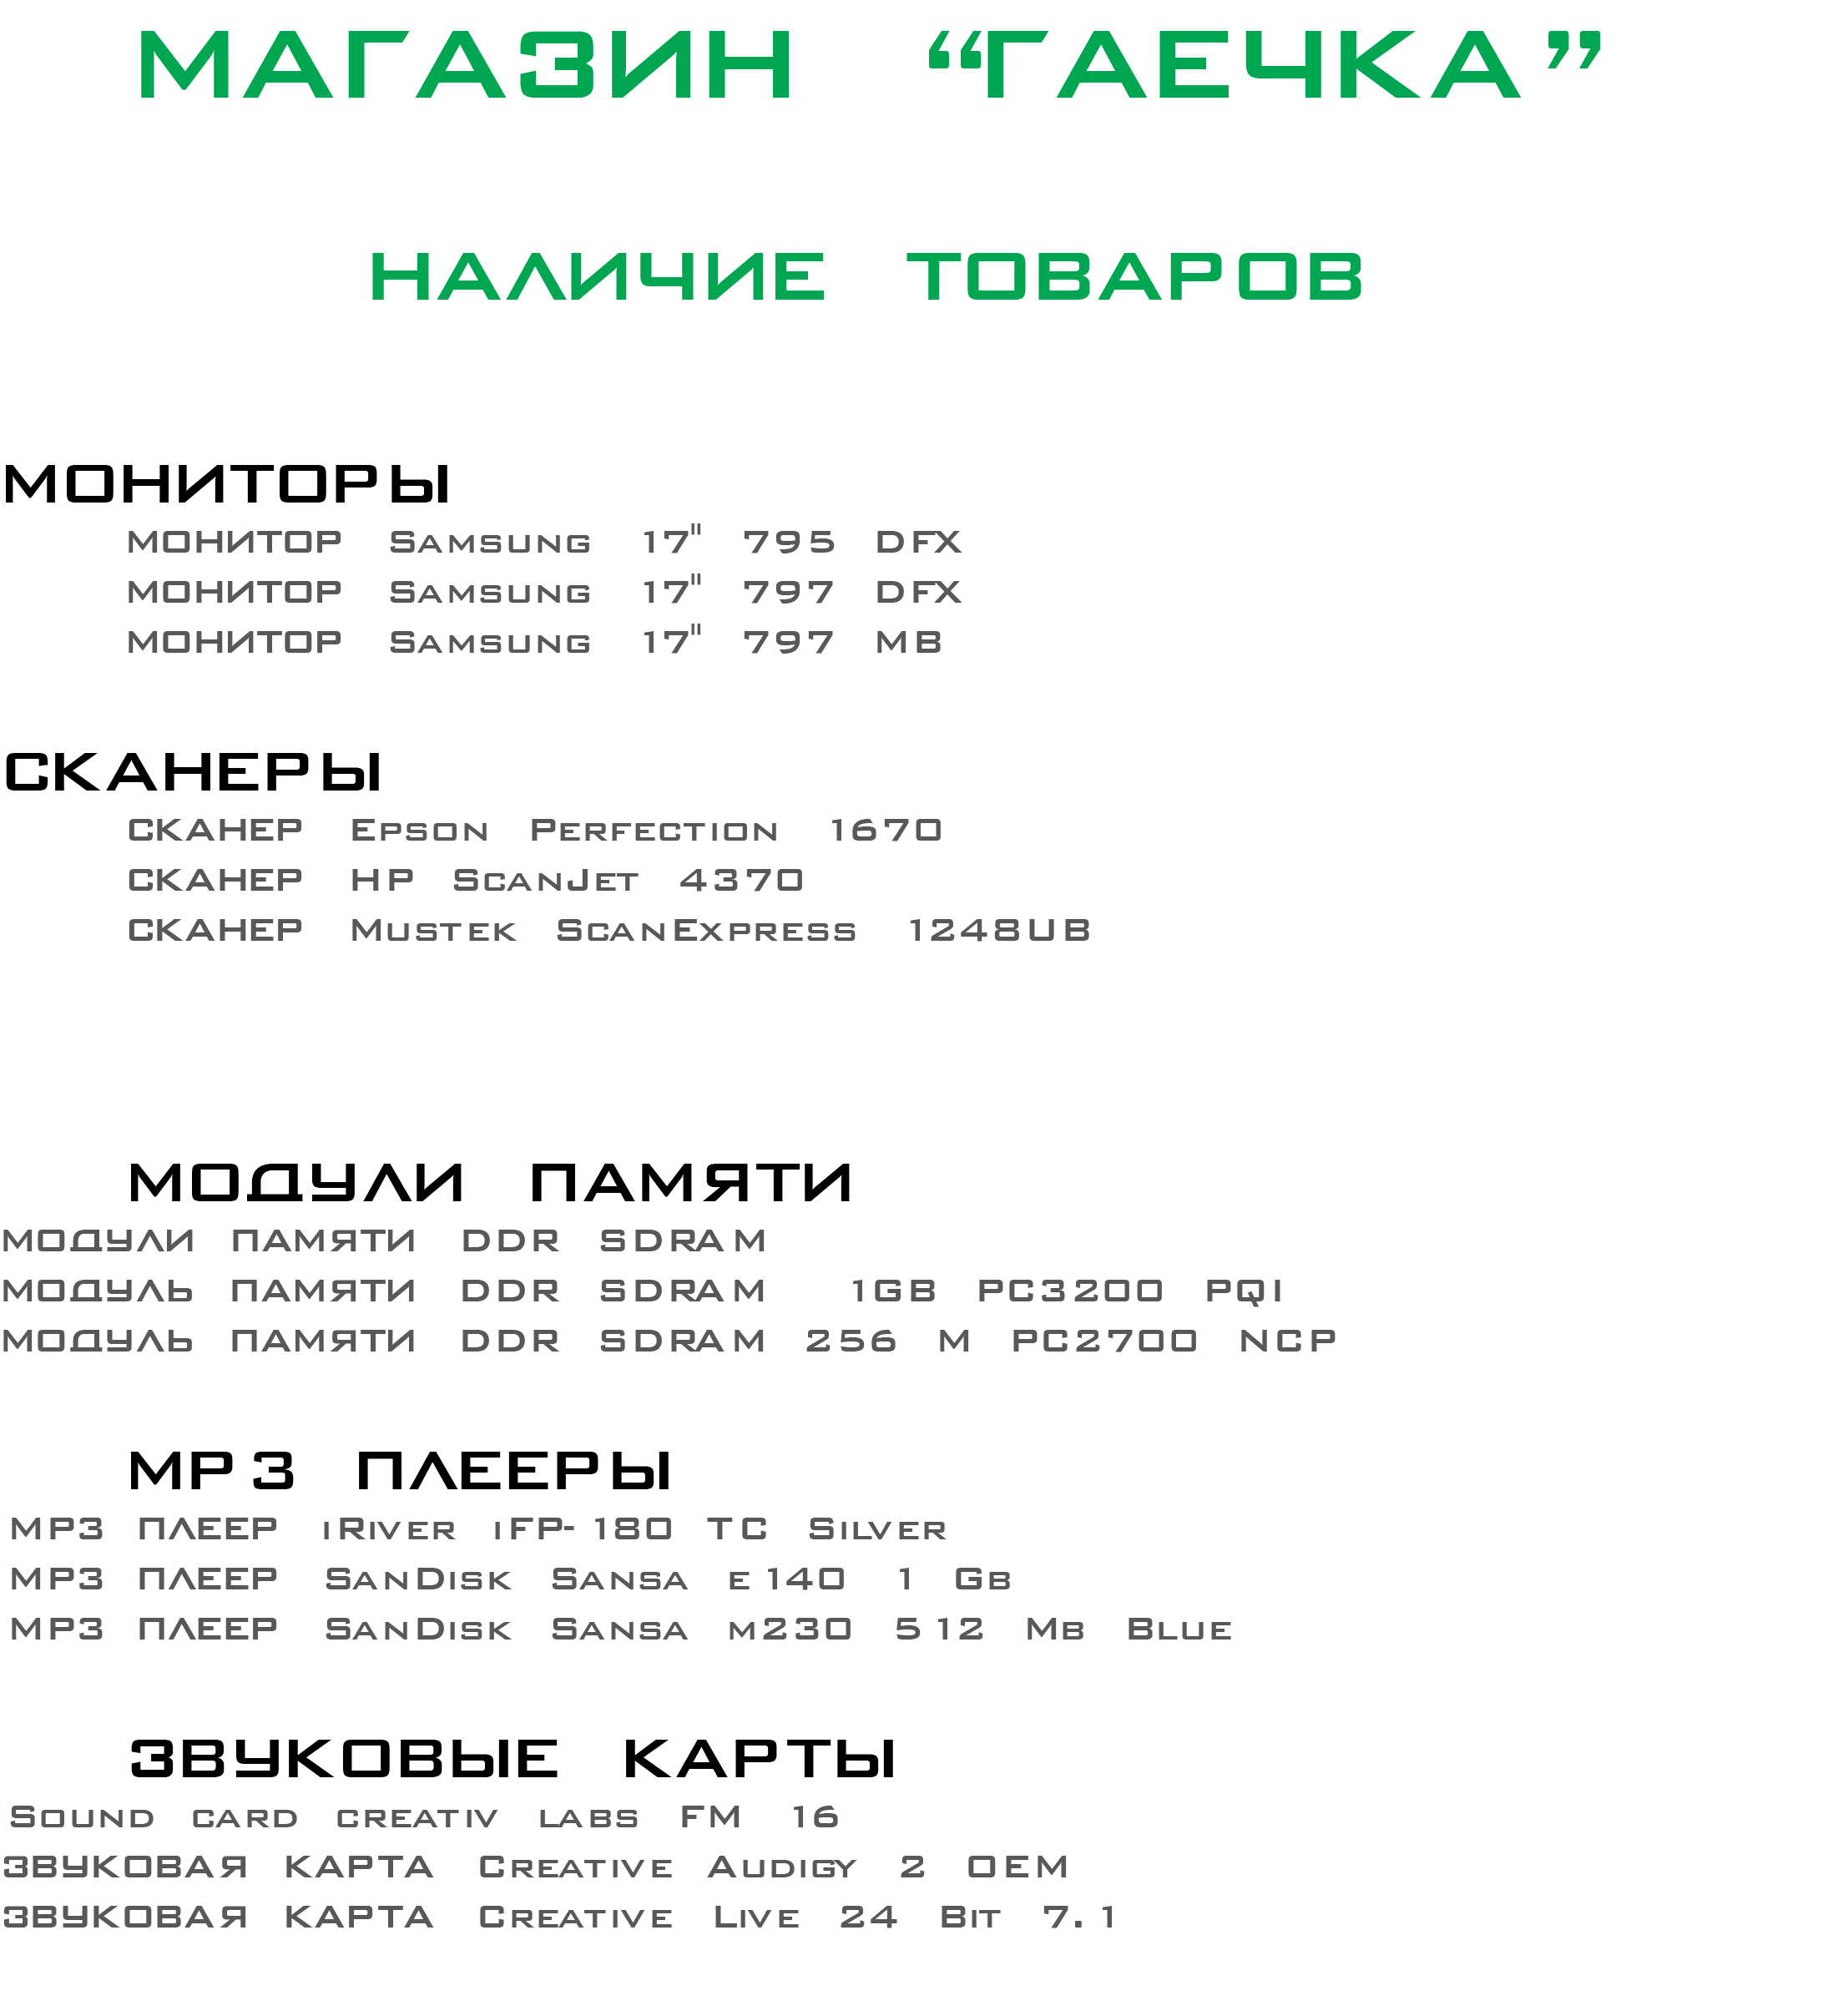 МАГАЗИН “ГАЕЧКА”
НАЛИЧИЕ ТОВАРОВ
МОНИТОРЫ
МОНИТОР Samsung 17" 795 DFX
МОНИТОР Samsung 17" 797 DFX
МОНИТОР Samsung 17" 797 MB
СКАНЕРЫ
СКАНЕР Epson Perfection 1670
СКАНЕР HP ScanJet 4370
СКАНЕР Mustek ScanExpress 1248UB
МОДУЛИ ПАМЯТИ
МОДУЛИ ПАМЯТИ DDR SDRAM
МОДУЛЬ ПАМЯТИ DDR SDRAM 1GB PC3200 PQI
МОДУЛЬ ПАМЯТИ DDR SDRAM 256 M PC2700 NCP
MP3 ПЛЕЕРЫ
MP3 ПЛЕЕР iRiver iFP-180 TC Silver
MP3 ПЛЕЕР SanDisk Sansa e140 1 Gb
MP3 ПЛЕЕР SanDisk Sansa m230 512 Mb Blue
ЗВУКОВЫЕ КАРТЫ
Sound card creativ labs FM 16
ЗВУКОВАЯ КАРТА Creative Audigy 2 OEM
ЗВУКОВАЯ КАРТА Creative Live 24 Bit 7.1